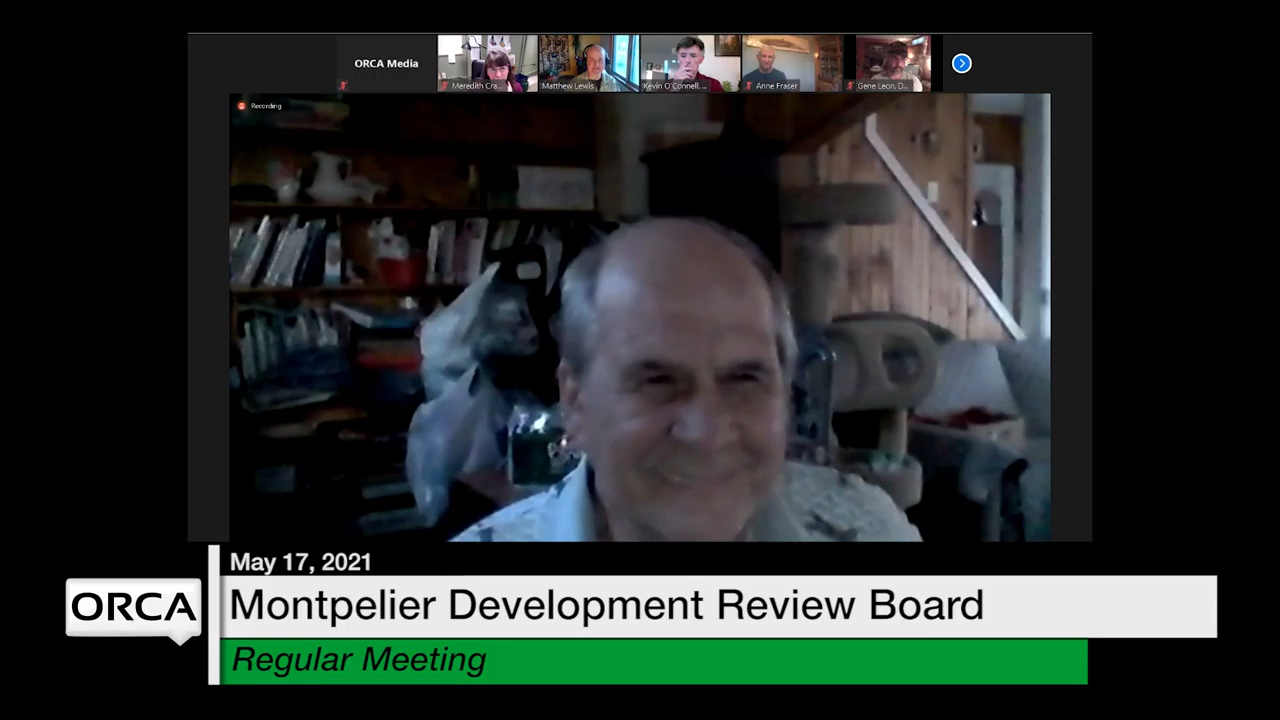 ORCA Media
Meredith Cra...
Matthew Lewis
Kevin O'Connell, ...
Anne Fraser
Gene Leon, D...
Recording
May 17, 2021
ORCA
Montpelier Development Review Board
Regular Meeting